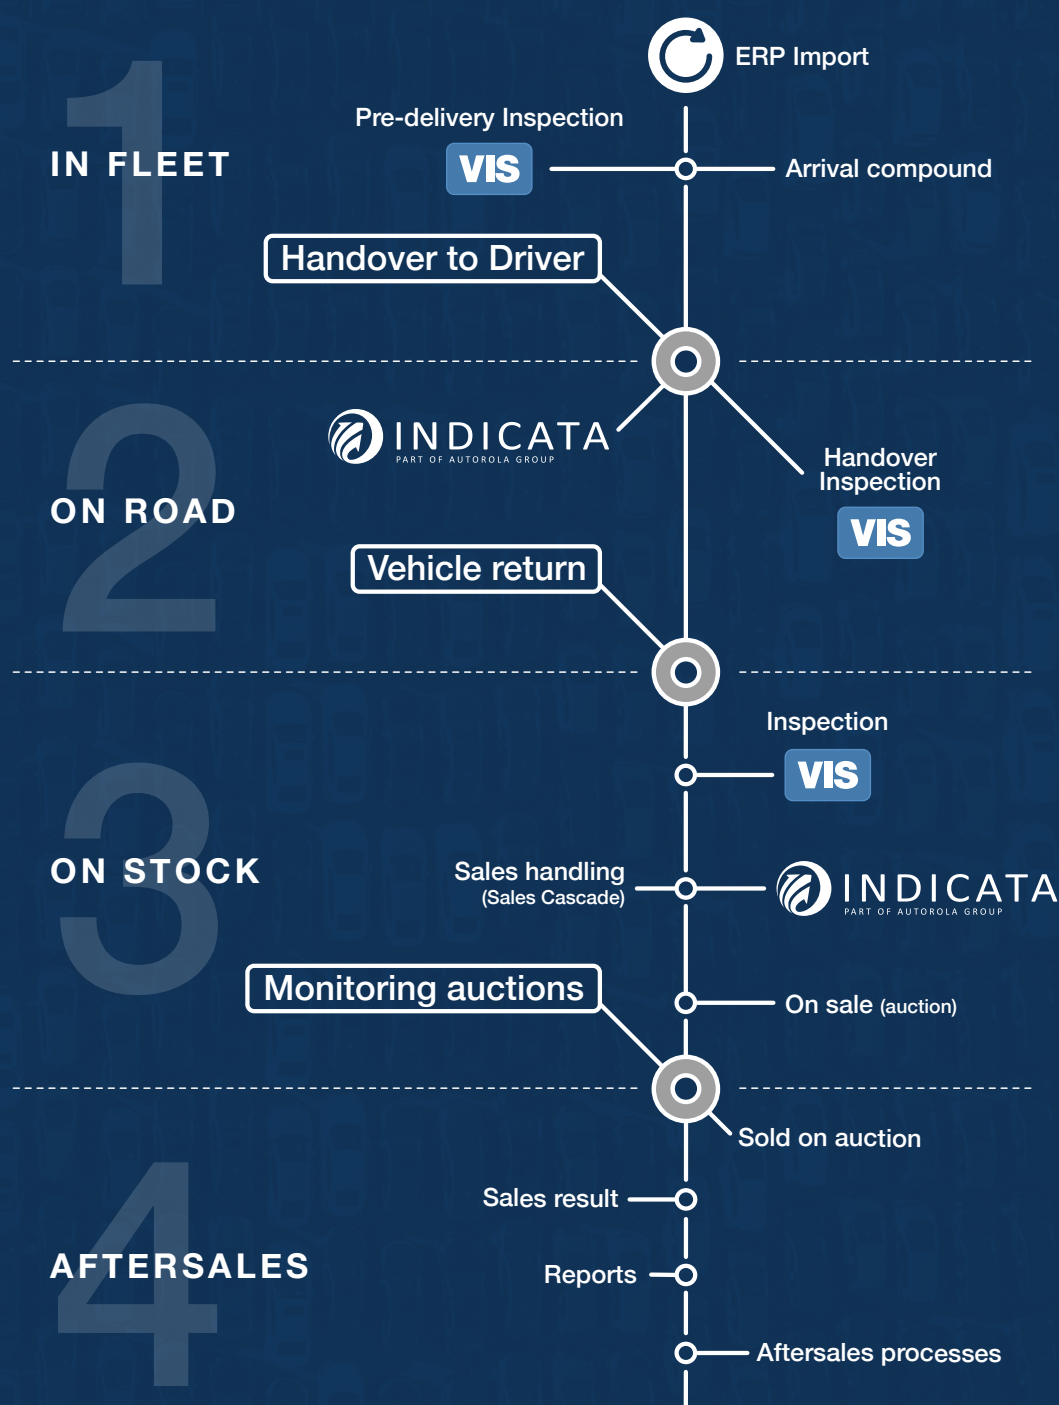 ERP Import
Pre-delivery Inspection
VIS
Arrival compound
1
IN FLEET
Handover to Driver
INDICATA
PART OF AUTOROLA GROUP
Handover
Inspection
VIS
2
ON ROAD
Vehicle return
Inspection
VIS
3
ON STOCK
Sales handling
(Sales Cascade)
INDICATA
PART OF AUTOROLA GROUP
Monitoring auctions
On sale (auction)
Sold on auction
Sales result
4
AFTERSALES
Reports
Aftersales processes